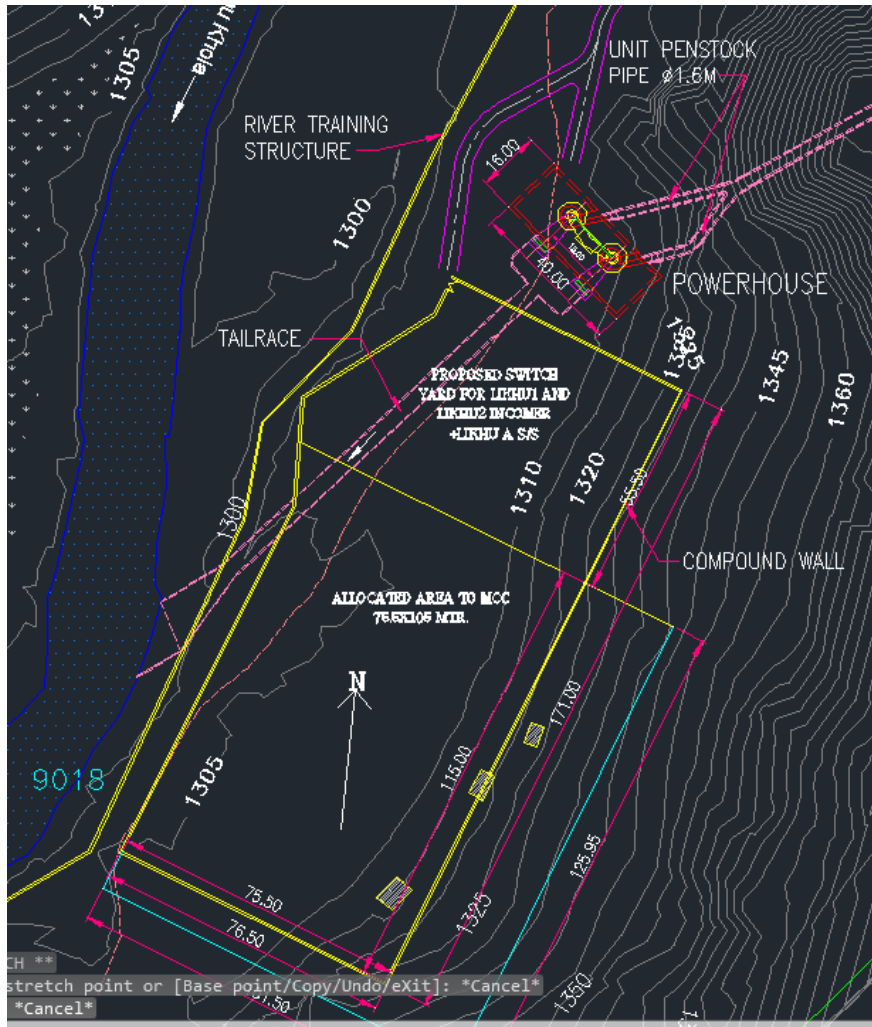 1305
u Khola
UNIT PENSTOCK
PIPE ø1.6M
RIVER TRAINING
STRUCTURE
16.00
1300
40.00
POWERHOUSE
TAILRACE
PROPOSED SWITCH
YARD FOR LIKHU1 AND
LIKHU2 INCOMER
+LIKHU A S/S
1345
1360
1310
1320
55.50
1300
COMPOUND WALL
ALLOCATED AREA TO MCC
N
171.00
115.00
1305
9018
125.95
75.50
76.50
1325
1350
CH **
stretch point or [Base point/Copy/Undo/eXit]: *Cancel*
*Cancel*